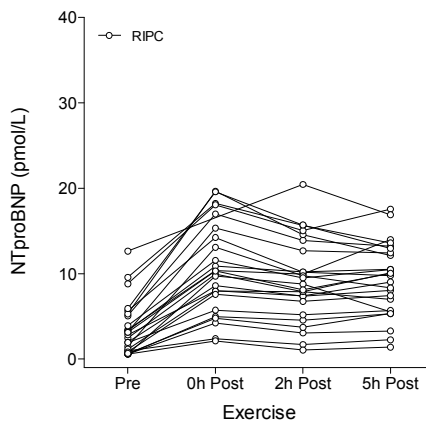 40
RIPC
30
NTproBNP (pmol/L)
20
10
0
Pre 0h Post 2h Post 5h Post
Exercise